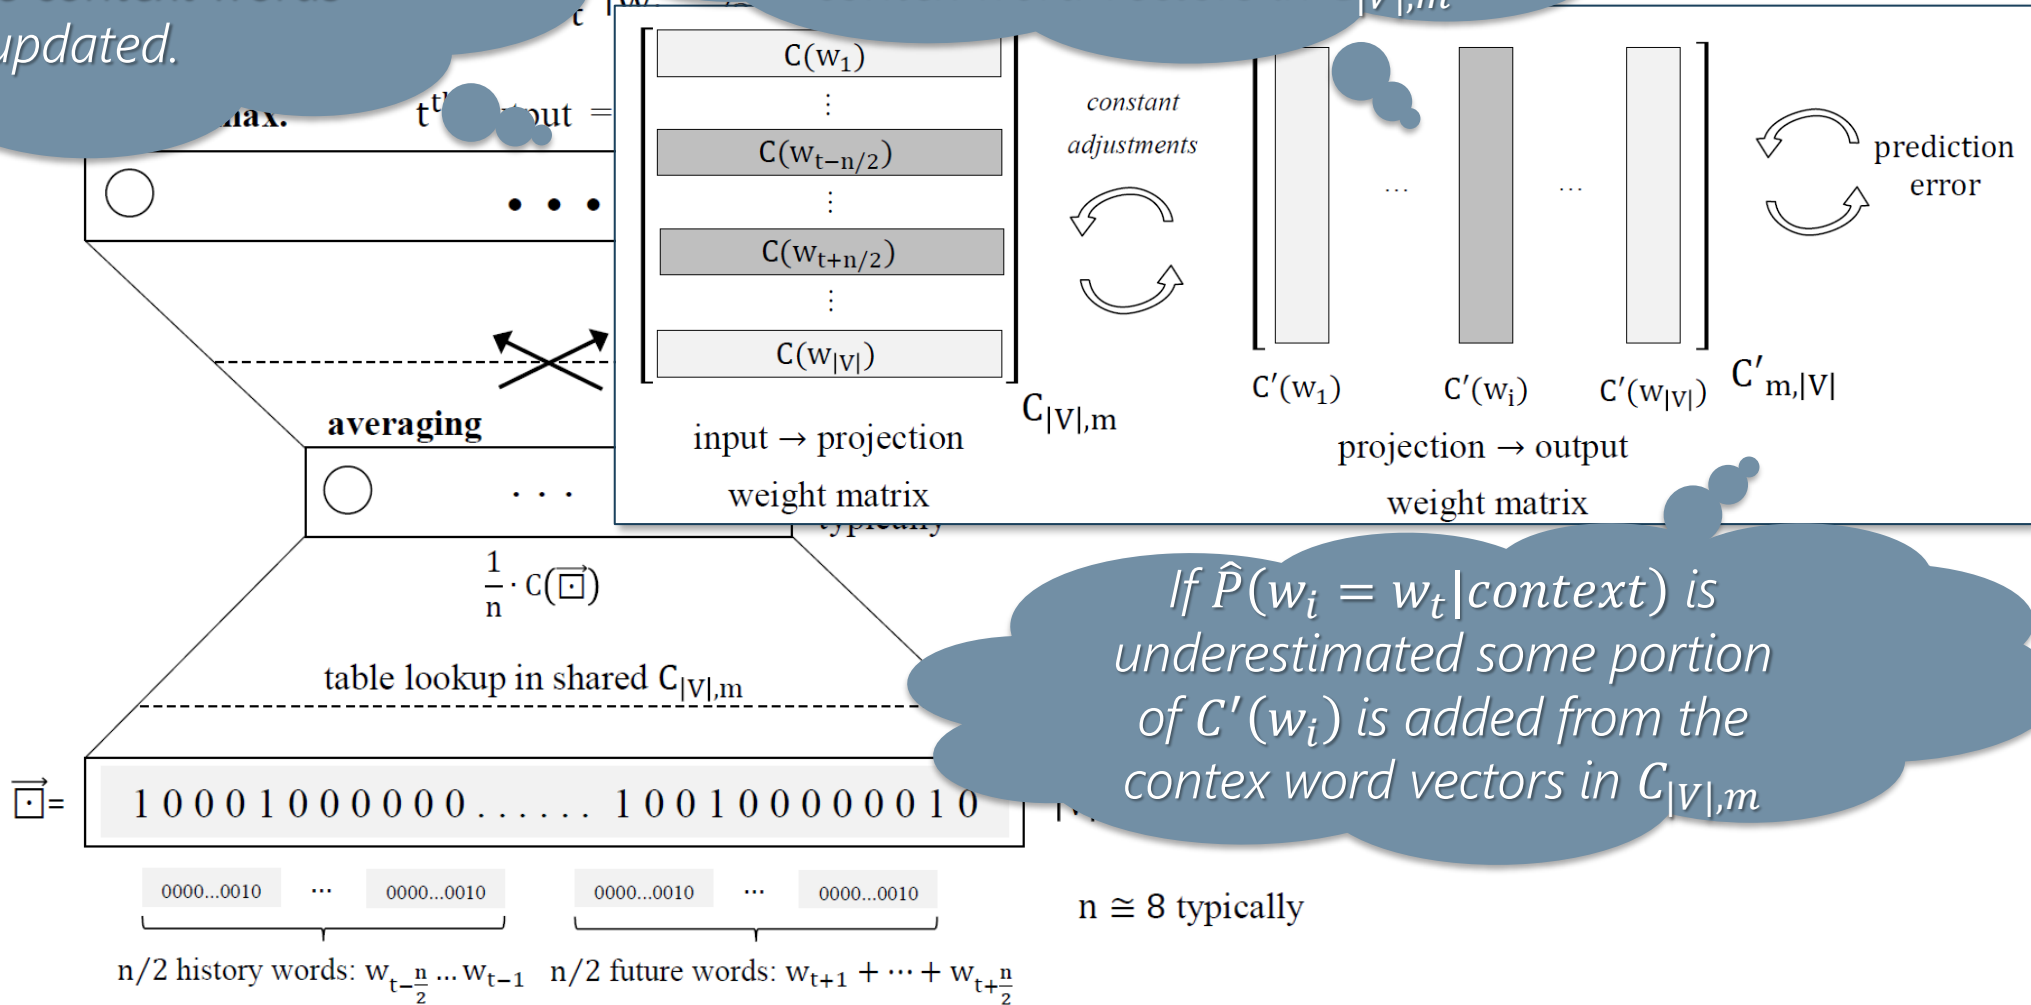 updated.
|V|,m
t
max.
tth output =
C(w1)
⋮
C(wt−n/2)
⋮
C(wt+n/2)
⋮
C(w|V|)
C|V|,m
input → projection
weight matrix
constant
adjustments
...
...
C′(w1)
C′(wi)
C′(w|V|)
C′m,|V|
projection → output
weight matrix
prediction
error
• • •
averaging
. . .
typically
1/n · C(⊡⃗)
table lookup in shared C|V|,m
If P̂(wi = wt|context) is
underestimated some portion
of C′(wi) is added from the
contex word vectors in C|V|,m
⊡⃗=
1 0 0 0 1 0 0 0 0 0 0 . . . . . . 1 0 0 1 0 0 0 0 0 0 1 0
0000...0010 ... 0000...0010
0000...0010 ... 0000...0010
n ≅ 8 typically
n/2 history words: wt−n/2 ... wt−1
n/2 future words: wt+1 + ⋯ + wt+n/2